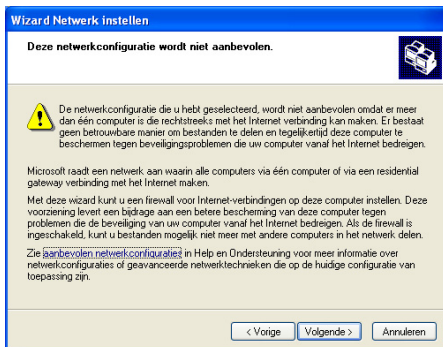 Wizard Netwerk instellen
Deze netwerkconfiguratie wordt niet aanbevolen.
De netwerkconfiguratie die u hebt geselecteerd, wordt niet aanbevolen omdat er meer
dan één computer is die rechtstreeks met het Internet verbinding kan maken. Er bestaat
geen betrouwbare manier om bestanden te delen en tegelijkertijd deze computer te
beschermen tegen beveiligingsproblemen die uw computer vanaf het Internet bedreigen.
Microsoft raadt een netwerk aan waarin alle computers via één computer of via een residential
gateway verbinding met het Internet maken.
Met deze wizard kunt u een firewall voor Internet-verbindingen op deze computer instellen. Deze
voorziening levert een bijdrage aan een betere bescherming van deze computer tegen
problemen die de beveiliging van uw computer vanaf het Internet bedreigen. Als de firewall is
ingeschakeld, kunt u bestanden mogelijk niet meer met andere computers in het netwerk delen.
Zie aanbevolen netwerkconfiguraties in Help en Ondersteuning voor meer informatie over
netwerkconfiguraties of geavanceerde netwerktechnieken die op de huidige configuratie van
toepassing zijn.
< Vorige Volgende > Annuleren